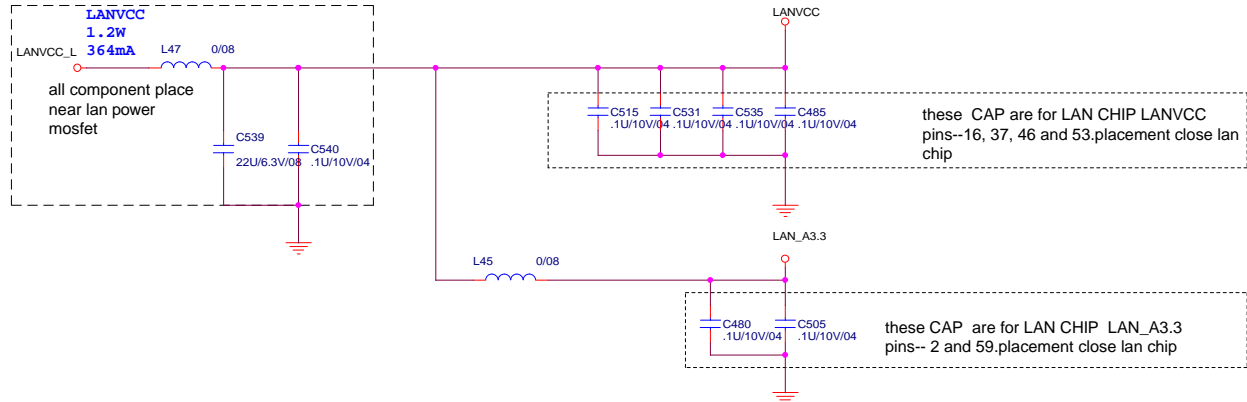 LANVCC
1.2W
364mA
LANVCC_L
L47 0/08
all component place
near lan power
mosfet
C539
22U/6.3V/08
C540
.1U/10V/04
LANVCC
C515
.1U/10V/04
C531
.1U/10V/04
C535
.1U/10V/04
C485
.1U/10V/04
these CAP are for LAN CHIP LANVCC
pins--16, 37, 46 and 53.placement close lan
chip
LAN_A3.3
L45 0/08
C480
.1U/10V/04
C505
.1U/10V/04
these CAP are for LAN CHIP LAN_A3.3
pins-- 2 and 59.placement close lan chip